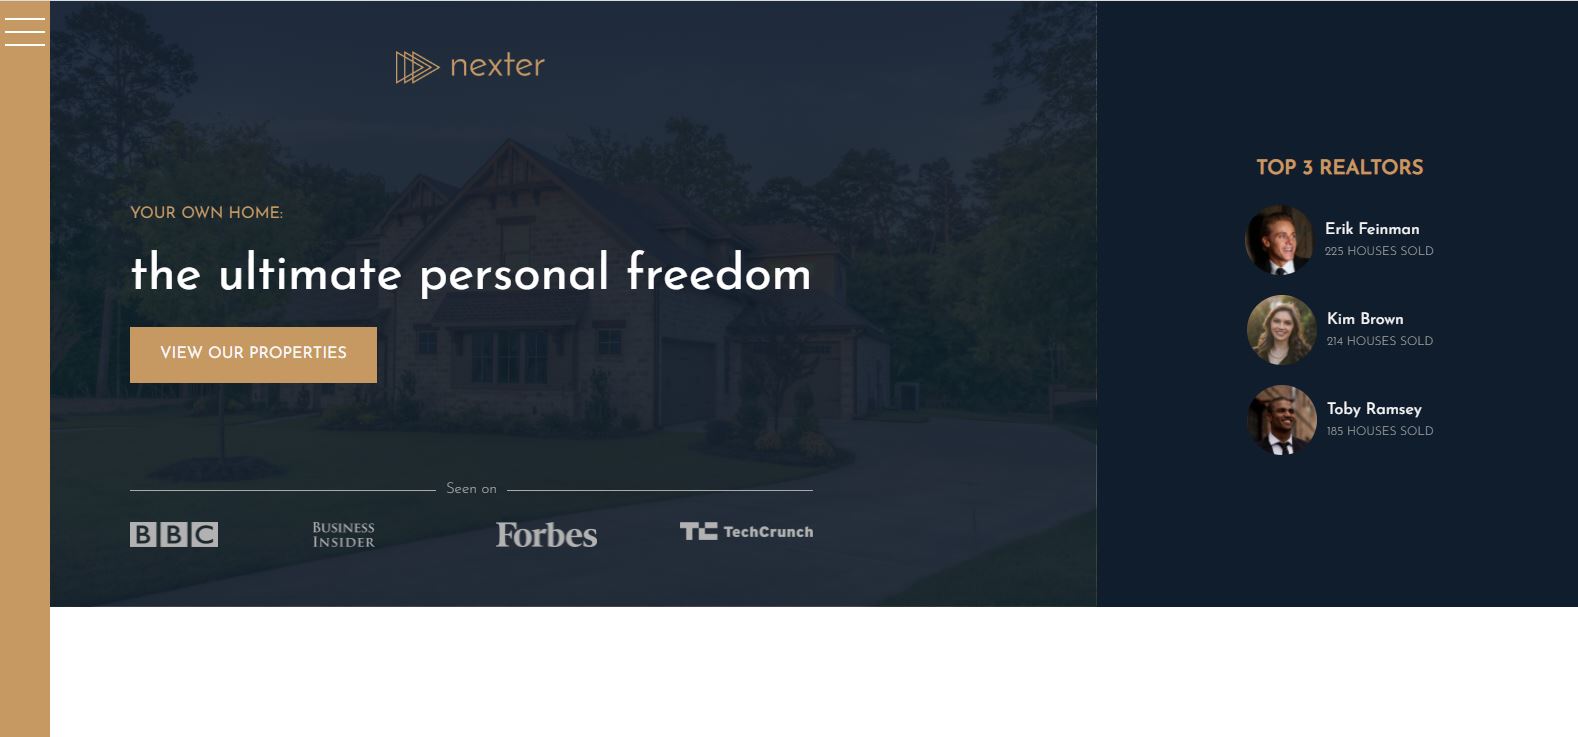 nexter
YOUR OWN HOME:
the ultimate personal freedom
VIEW OUR PROPERTIES
Seen on
BBC
BUSINESS
INSIDER
Forbes
TC TechCrunch
TOP 3 REALTORS
Erik Feinman
225 HOUSES SOLD
Kim Brown
214 HOUSES SOLD
Toby Ramsey
185 HOUSES SOLD